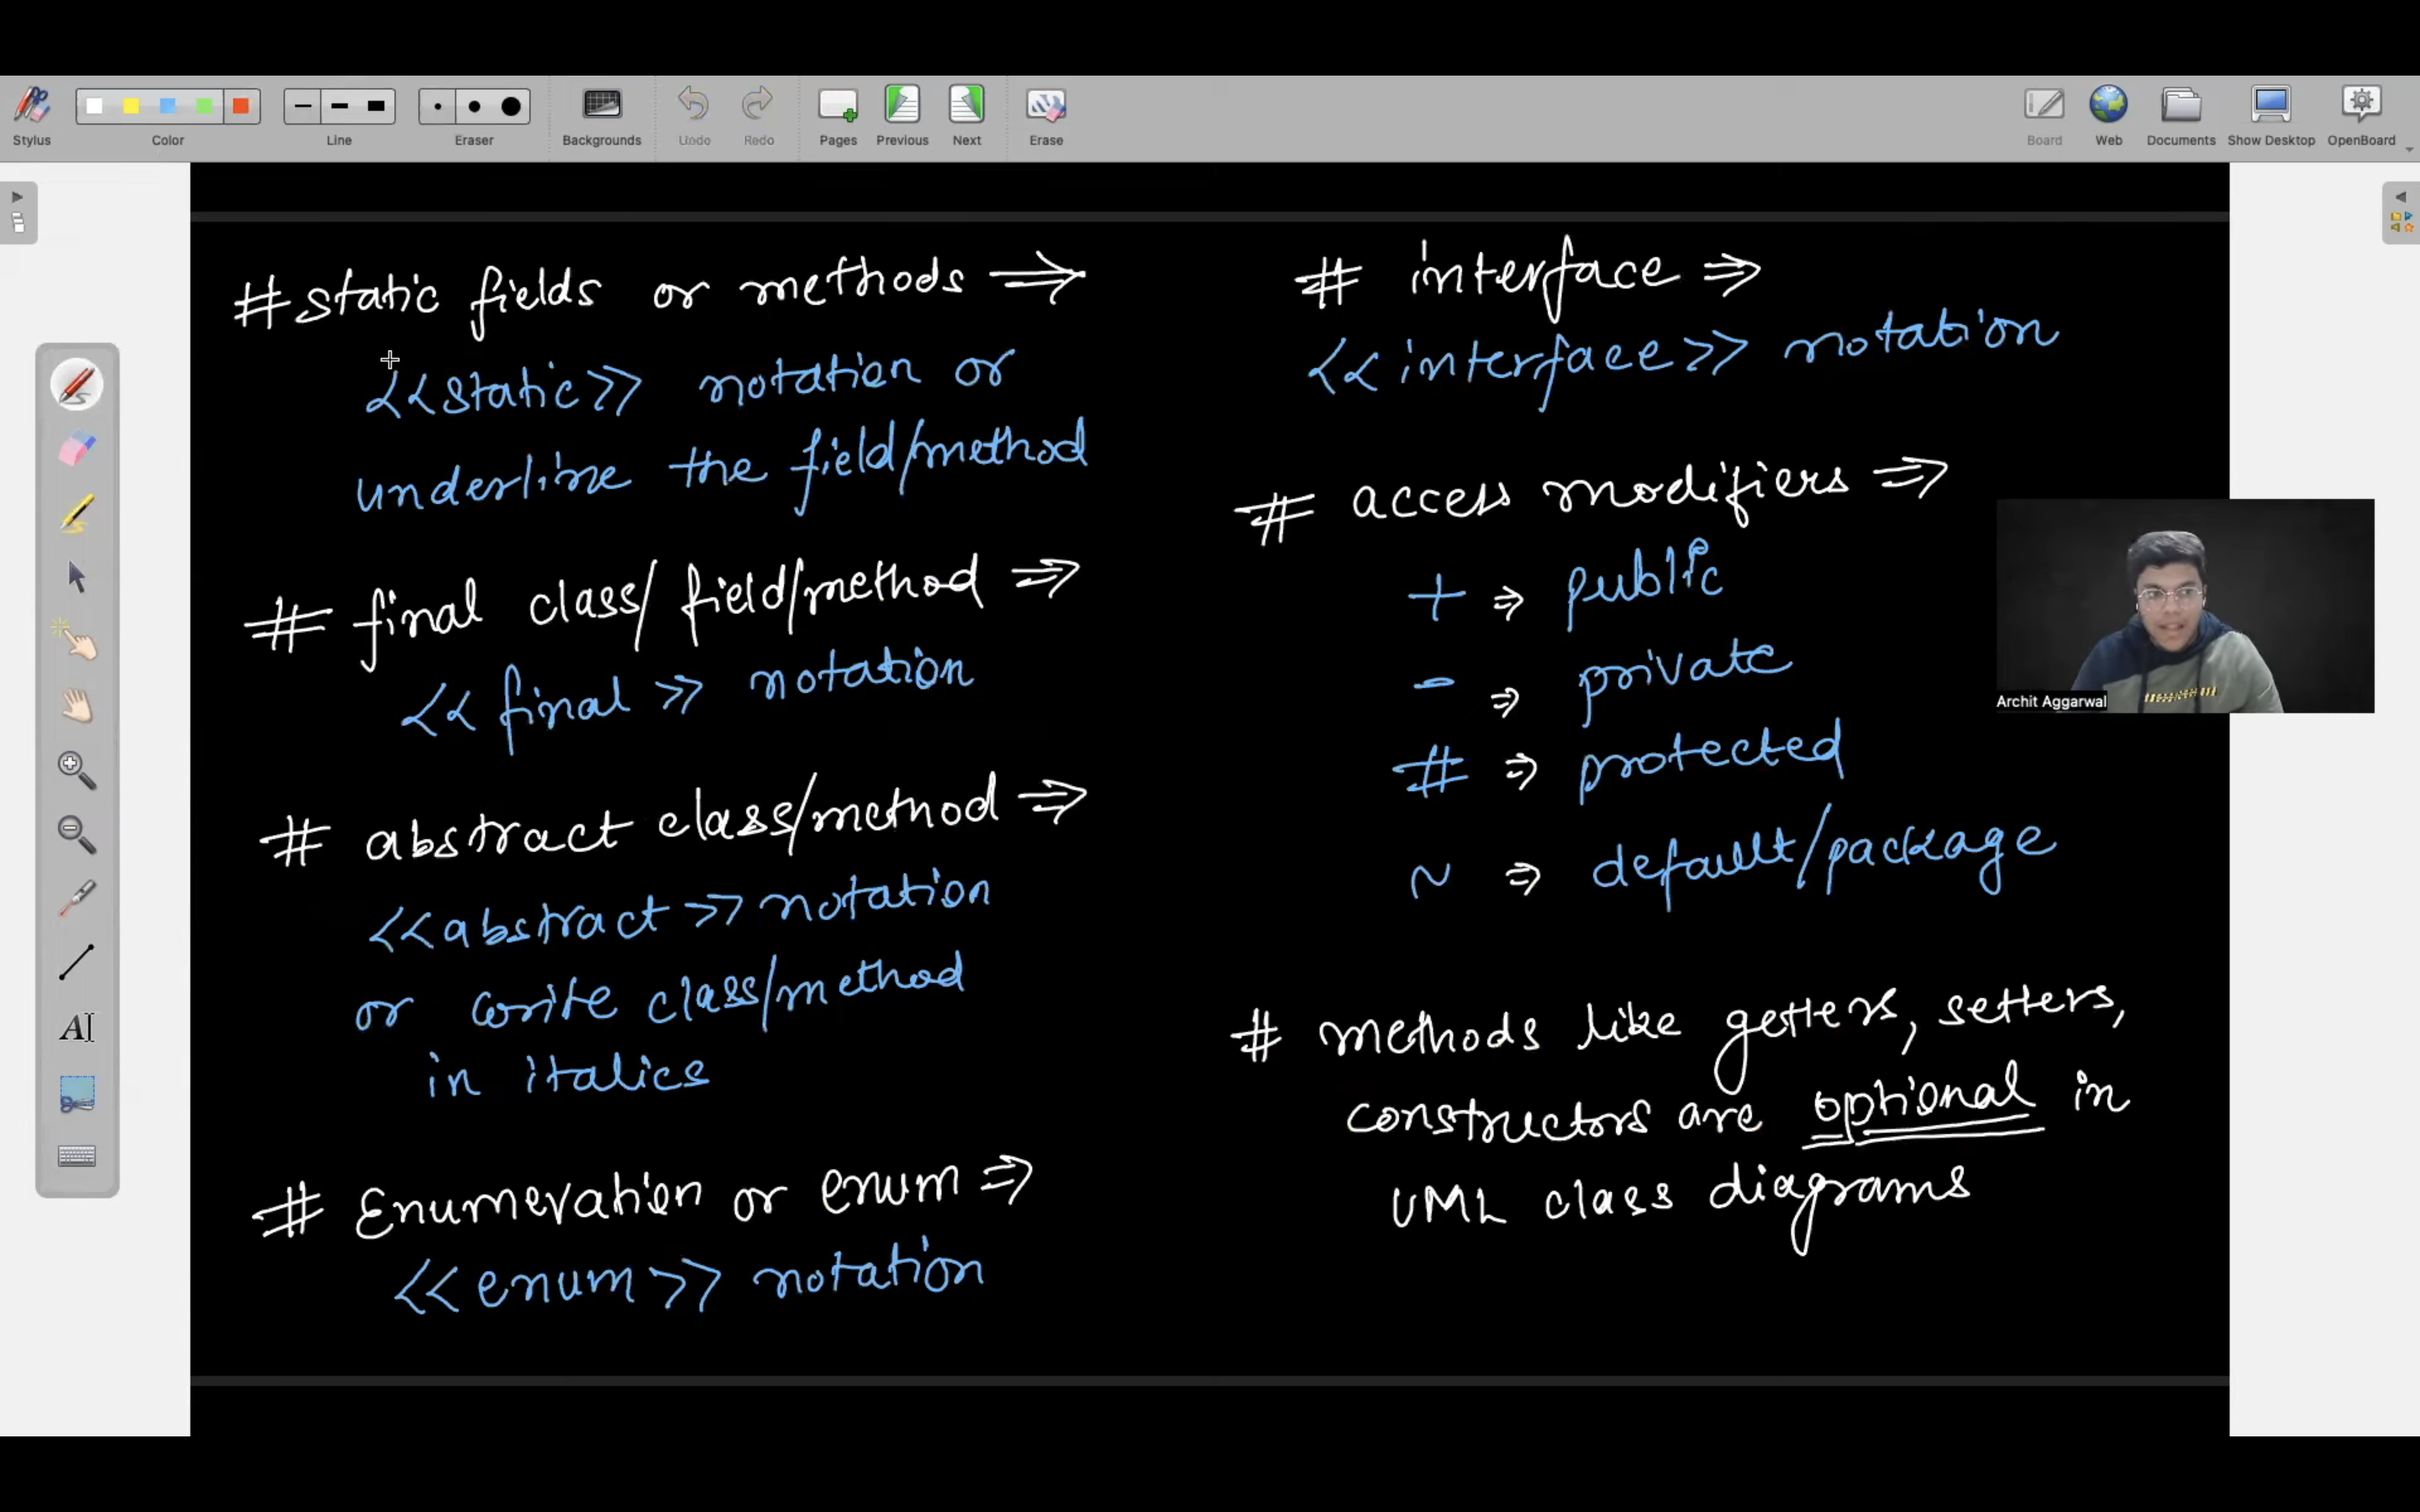 Stylus
Color
Line
Eraser
Backgrounds
Undo
Redo
Pages
Previous
Next
Erase
Board
Web
Documents
Show Desktop
OpenBoard
# static fields or methods ⇒
<<static>> notation or
underline the field/method
# final class/field/method ⇒
<<final>> notation
# abstract class/method ⇒
<<abstract>> notation
or write class/method
in italics
# Enumeration or enum ⇒
<<enum>> notation
# interface ⇒
<<interface>> notation
# access modifiers ⇒
+ ⇒ public
- ⇒ private
# ⇒ protected
~ ⇒ default/package
# methods like getters, setters,
constructors are optional in
UML class diagrams
Archit Aggarwal
AI